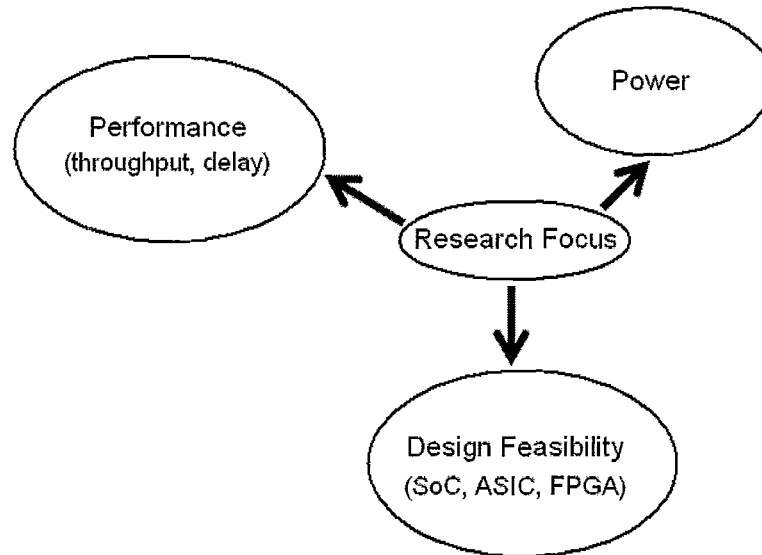 Performance
(throughput, delay)
Power
Research Focus
Design Feasibility
(SoC, ASIC, FPGA)